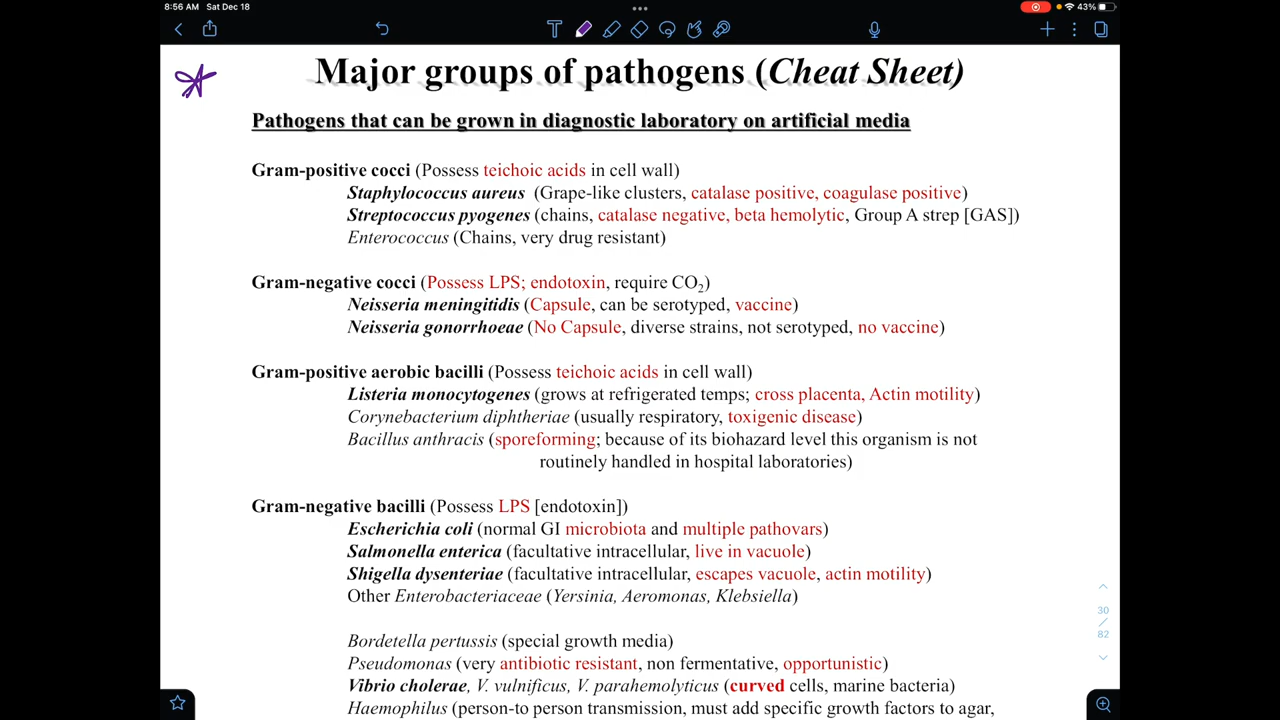 8:56 AM Sat Dec 18
43%
T
Major groups of pathogens (Cheat Sheet)
Pathogens that can be grown in diagnostic laboratory on artificial media
Gram-positive cocci (Possess teichoic acids in cell wall)
Staphylococcus aureus (Grape-like clusters, catalase positive, coagulase positive)
Streptococcus pyogenes (chains, catalase negative, beta hemolytic, Group A strep [GAS])
Enterococcus (Chains, very drug resistant)
Gram-negative cocci (Possess LPS; endotoxin, require CO₂)
Neisseria meningitidis (Capsule, can be serotyped, vaccine)
Neisseria gonorrhoeae (No Capsule, diverse strains, not serotyped, no vaccine)
Gram-positive aerobic bacilli (Possess teichoic acids in cell wall)
Listeria monocytogenes (grows at refrigerated temps; cross placenta, Actin motility)
Corynebacterium diphtheriae (usually respiratory, toxigenic disease)
Bacillus anthracis (sporeforming; because of its biohazard level this organism is not
routinely handled in hospital laboratories)
Gram-negative bacilli (Possess LPS [endotoxin])
Escherichia coli (normal GI microbiota and multiple pathovars)
Salmonella enterica (facultative intracellular, live in vacuole)
Shigella dysenteriae (facultative intracellular, escapes vacuole, actin motility)
Other Enterobacteriaceae (Yersinia, Aeromonas, Klebsiella)
30
/
82
Bordetella pertussis (special growth media)
Pseudomonas (very antibiotic resistant, non fermentative, opportunistic)
Vibrio cholerae, V. vulnificus, V. parahemolyticus (curved cells, marine bacteria)
Haemophilus (person-to person transmission, must add specific growth factors to agar,